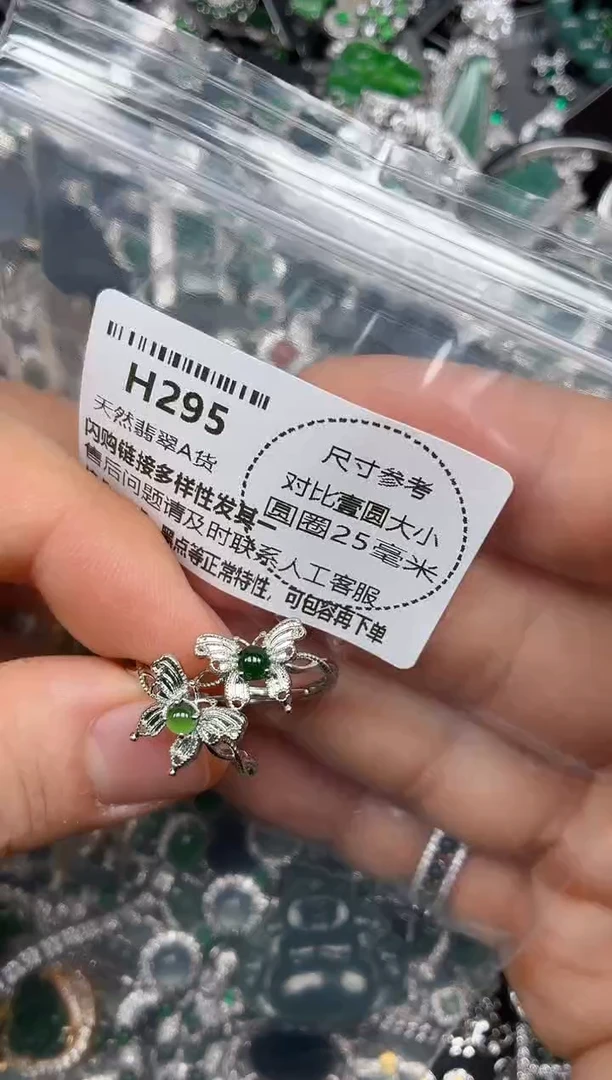 H295
天然翡翠A货
闪购链接多样性发其一
售后问题请及时联系人工客服
黑点等正常特性,可包容再下单
尺寸参考
对比壹圆大小
圆圈25毫米